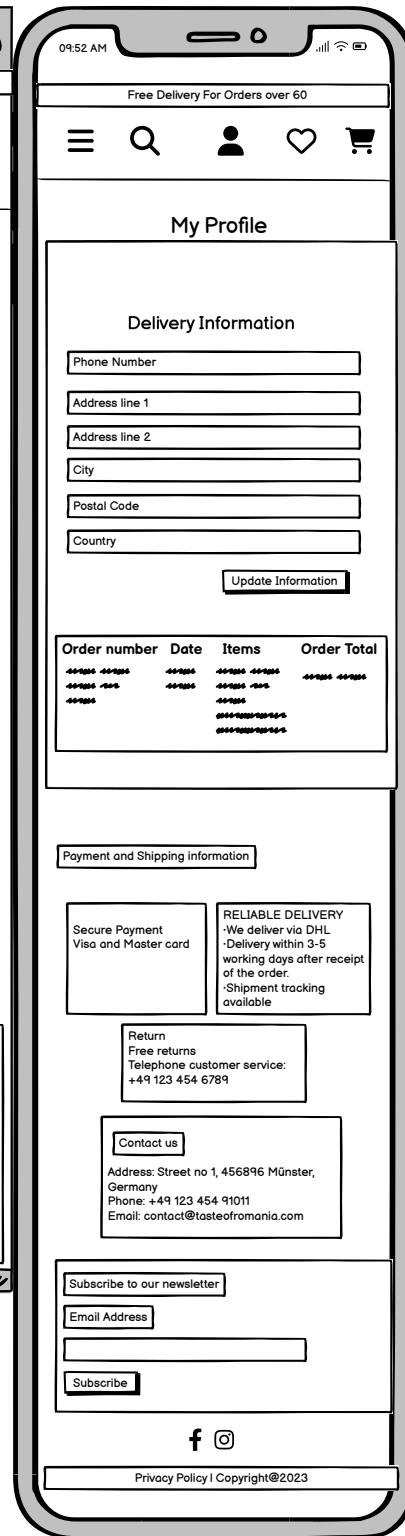 09:52 AM
Free Delivery For Orders over 60
My Profile
Delivery Information
Phone Number
Address line 1
Address line 2
City
Postal Code
Country
Update Information
Order number Date Items Order Total
Payment and Shipping information
Secure Payment
Visa and Master card
RELIABLE DELIVERY
·We deliver via DHL
·Delivery within 3-5
working days after receipt
of the order.
·Shipment tracking
available
Return
Free returns
Telephone customer service:
+49 123 454 6789
Contact us
Address: Street no 1, 456896 Münster,
Germany
Phone: +49 123 454 91011
Email: contact@tasteofromania.com
Subscribe to our newsletter
Email Address
Subscribe
Privacy Policy | Copyright@2023